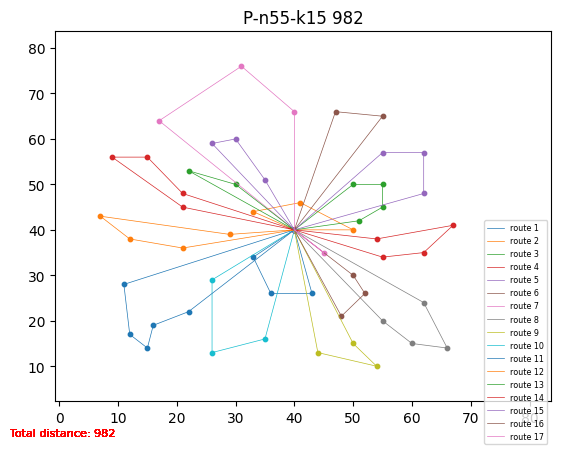 P-n55-k15 982
80
70
60
50
40
30
20
10
0 10 20 30 40 50 60 70 80
route 1
route 2
route 3
route 4
route 5
route 6
route 7
route 8
route 9
route 10
route 11
route 12
route 13
route 14
route 15
route 16
route 17
Total distance: 982